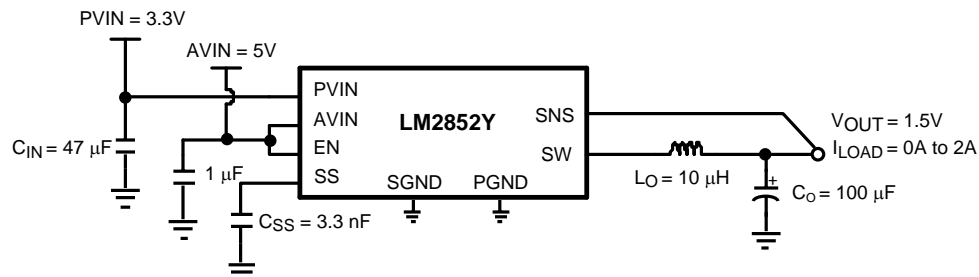 PVIN = 3.3V
AVIN = 5V
PVIN
AVIN
LM2852Y
SNS
EN
SW
SS
SGND
PGND
CIN = 47 μF
1 μF
CSS = 3.3 nF
LO = 10 μH
VOUT = 1.5V
ILOAD = 0A to 2A
+
CO = 100 μF